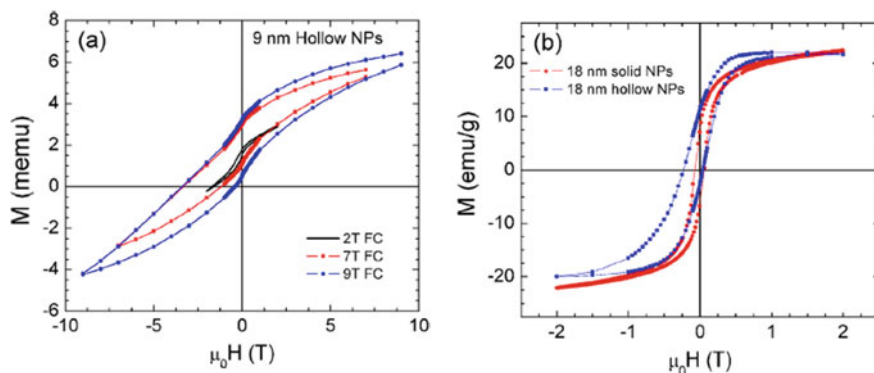 (a)
9 nm Hollow NPs
M (memu)
8
6
4
2
0
-2
-4
-6
2T FC
7T FC
9T FC
-10
-5
0
5
10
μ₀H (T)
(b)
18 nm solid NPs
18 nm hollow NPs
M (emu/g)
20
10
0
-10
-20
-2
-1
0
1
2
μ₀H (T)